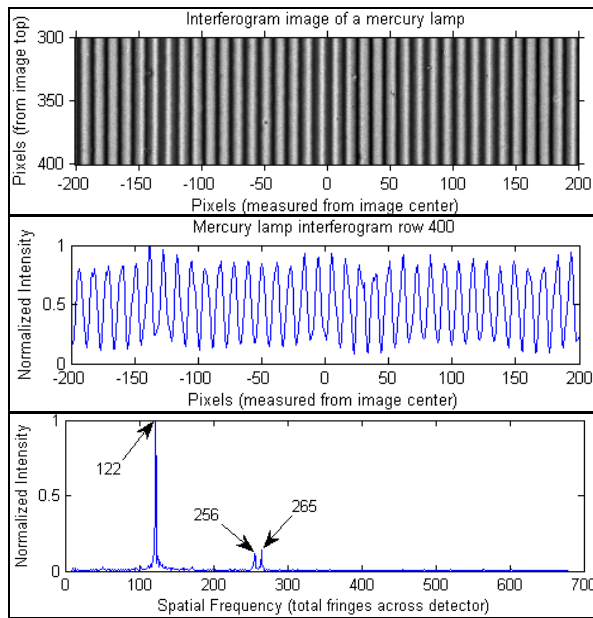 Interferogram image of a mercury lamp
Pixels (from image top)
300
350
400
-200 -150 -100 -50 0 50 100 150 200
Pixels (measured from image center)
Mercury lamp interferogram row 400
Normalized Intensity
1
0.5
0
-200 -150 -100 -50 0 50 100 150 200
Pixels (measured from image center)
Normalized Intensity
1
0.5
0
122
256
265
0 100 200 300 400 500 600 700
Spatial Frequency (total fringes across detector)